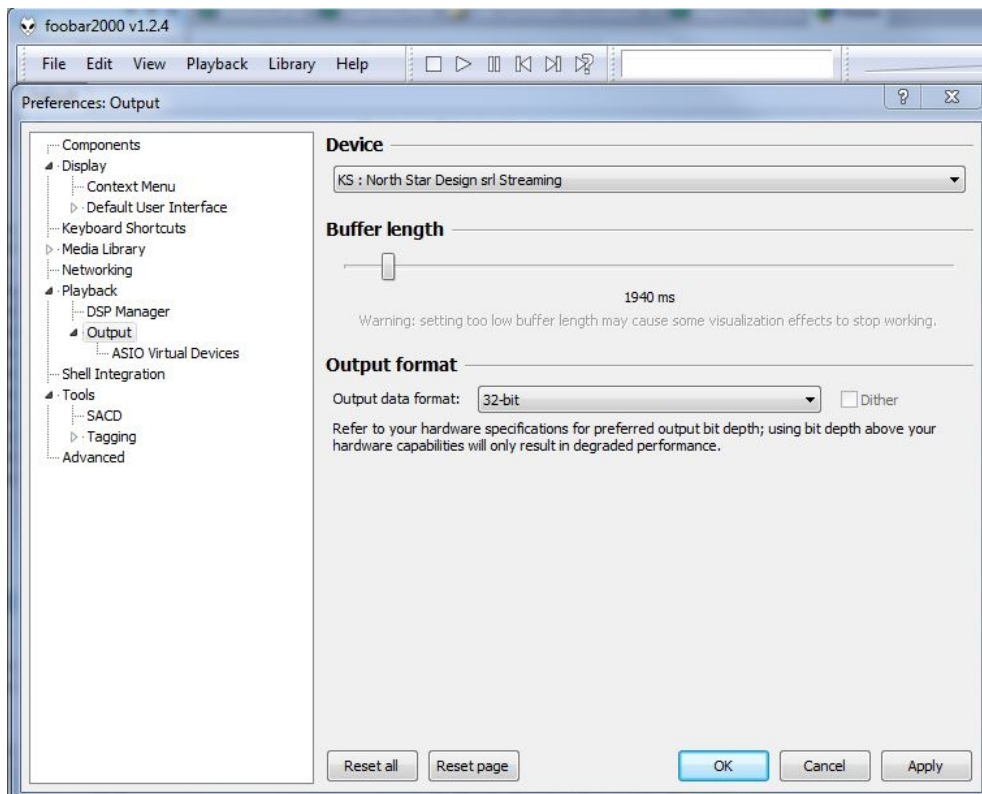 foobar2000 v1.2.4
File Edit View Playback Library Help
Preferences: Output
Components
Display
Context Menu
Default User Interface
Keyboard Shortcuts
Media Library
Networking
Playback
DSP Manager
Output
ASIO Virtual Devices
Shell Integration
Tools
SACD
Tagging
Advanced
Device
KS : North Star Design srl Streaming
Buffer length
1940 ms
Warning: setting too low buffer length may cause some visualization effects to stop working.
Output format
Output data format: 32-bit Dither
Refer to your hardware specifications for preferred output bit depth; using bit depth above your
hardware capabilities will only result in degraded performance.
Reset all Reset page OK Cancel Apply